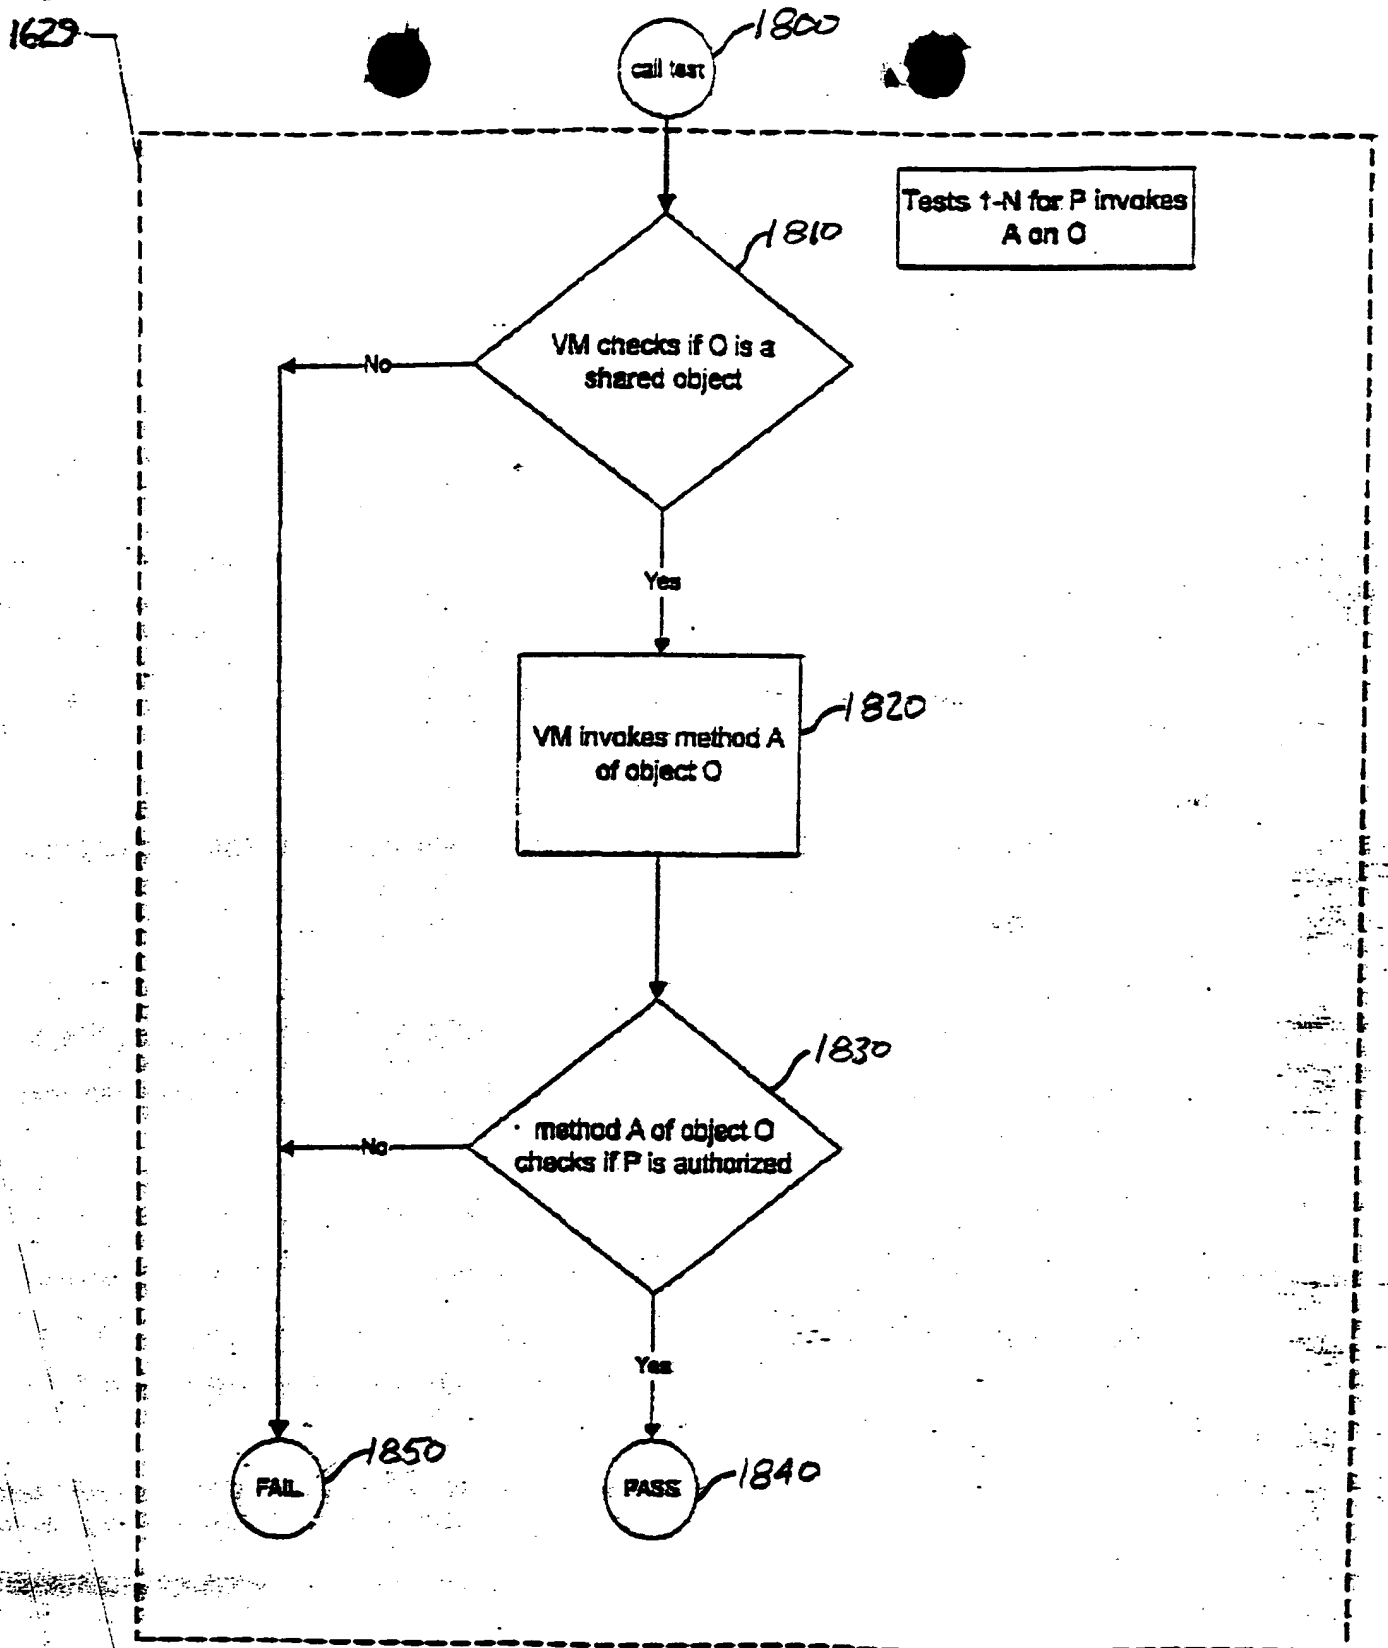 1629
1800
call test
Tests 1-N for P invokes
A on O
1810
VM checks if O is a
shared object
No
Yes
1820
VM invokes method A
of object O
1830
method A of object O
checks if P is authorized
No
Yes
1850
FAIL
1840
PASS